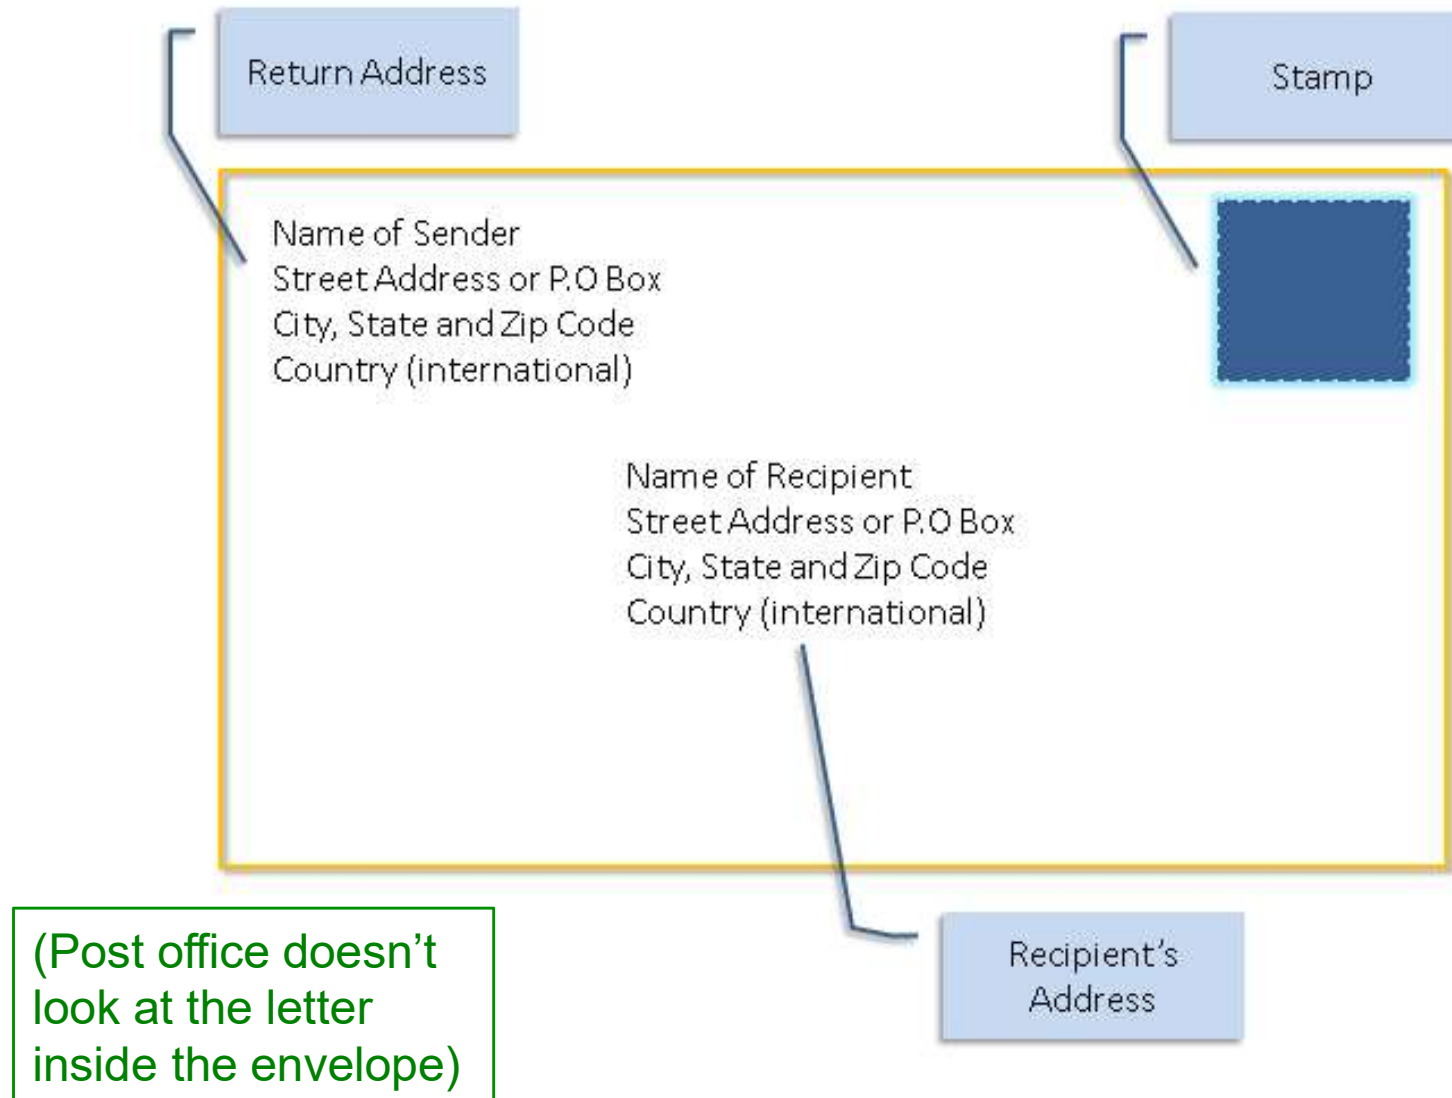 Return Address
Stamp
Name of Sender
Street Address or P.O Box
City, State and Zip Code
Country (international)
Name of Recipient
Street Address or P.O Box
City, State and Zip Code
Country (international)
(Post office doesn’t
look at the letter
inside the envelope)
Recipient’s
Address